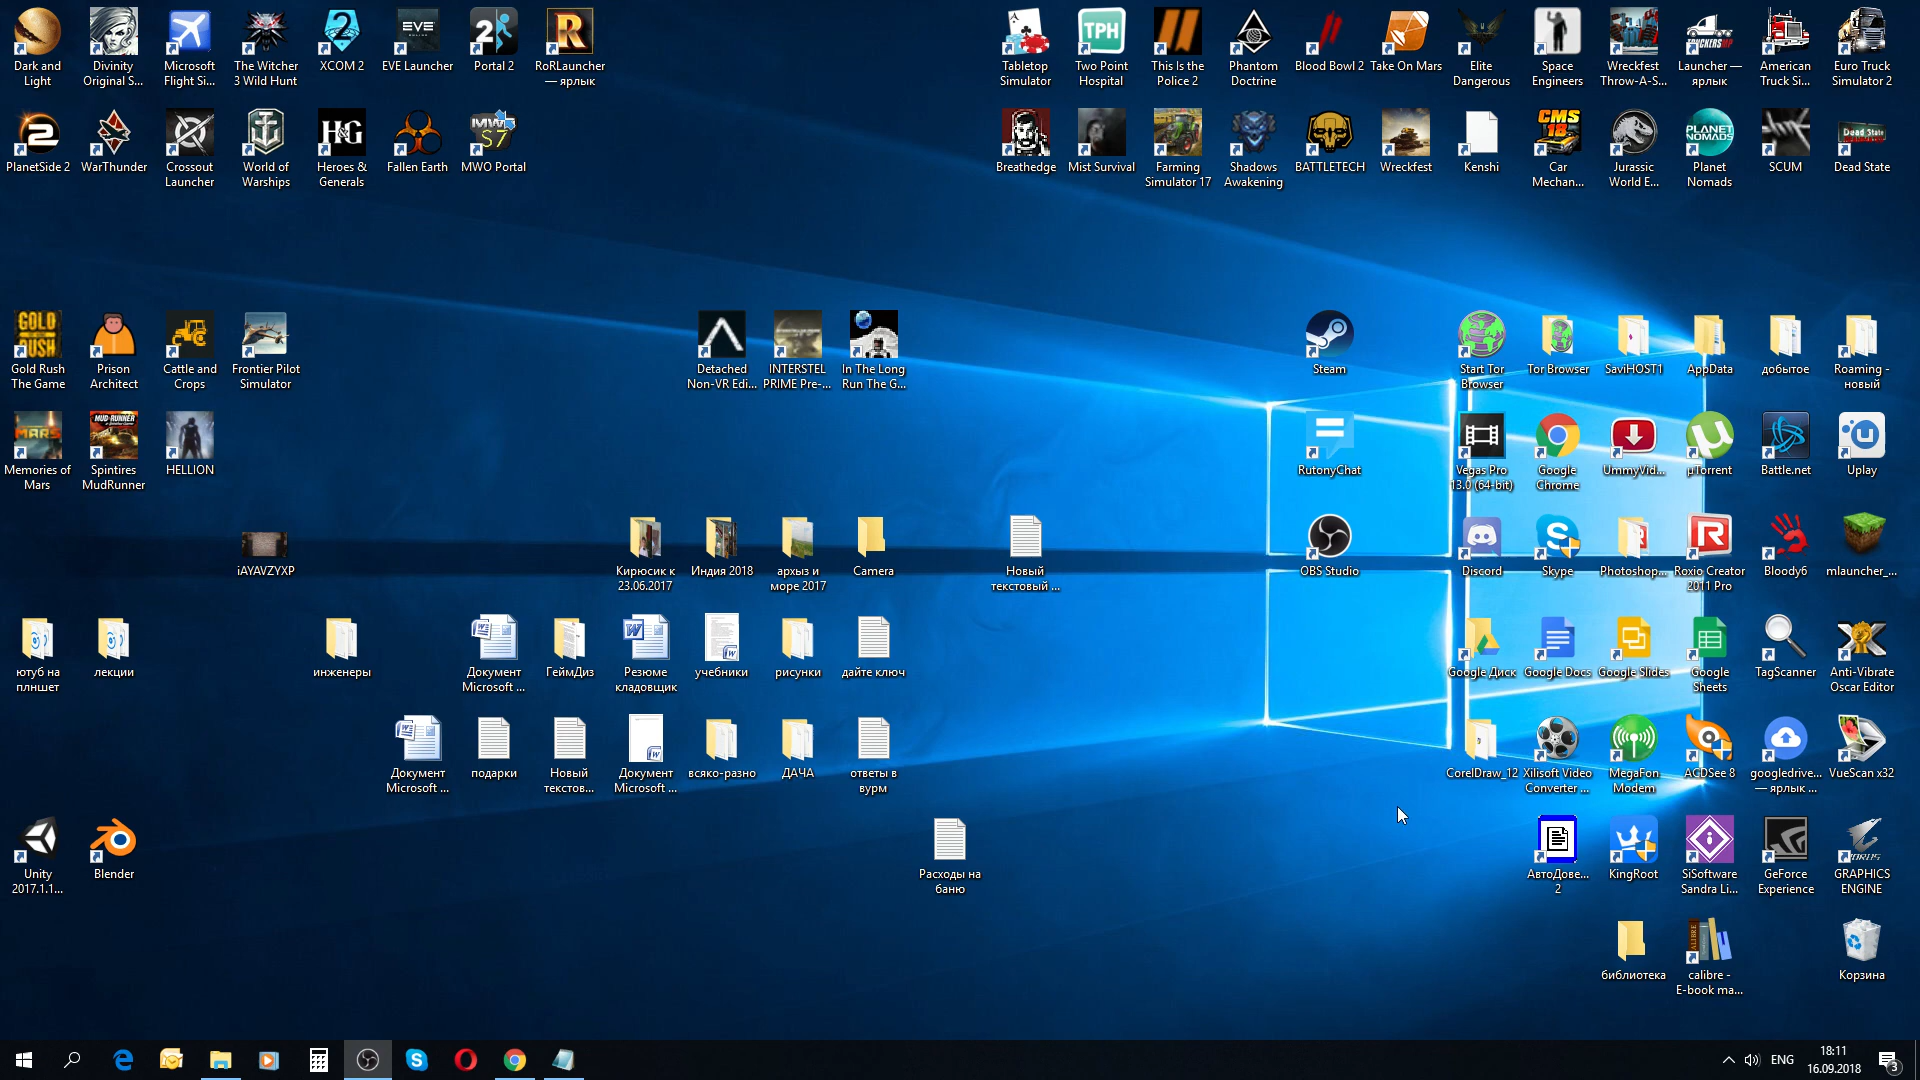 Dark and
Light
Divinity
Original S...
Microsoft
Flight Si...
The Witcher
3 Wild Hunt
XCOM 2
EVE Launcher
Portal 2
RoRLauncher
— ярлык
Tabletop
Simulator
Two Point
Hospital
This Is the
Police 2
Phantom
Doctrine
Blood Bowl 2
Take On Mars
Elite
Dangerous
Space
Engineers
Wreckfest
Throw-A-S...
Launcher —
ярлык
American
Truck Si...
Euro Truck
Simulator 2
PlanetSide 2
WarThunder
Crossout
Launcher
World of
Warships
Heroes &
Generals
Fallen Earth
MWO Portal
Breathedge
Mist Survival
Farming
Simulator 17
Shadows
Awakening
BATTLETECH
Wreckfest
Kenshi
Car
Mechan...
Jurassic
World E...
Planet
Nomads
SCUM
Dead State
Gold Rush
The Game
Prison
Architect
Cattle and
Crops
Frontier Pilot
Simulator
Detached
Non-VR Edi...
INTERSTEL
PRIME Pre-...
In The Long
Run The G...
Steam
Start Tor
Browser
Tor Browser
SaviHOST1
AppData
добытое
Roaming -
новый
Memories of
Mars
Spintires
MudRunner
HELLION
RutonyChat
Vegas Pro
13.0 (64-bit)
Google
Chrome
UmmyVid...
µTorrent
Battle.net
Uplay
iAYAVZYXP
Кирюсик к
23.06.2017
Индия 2018
архыз и
море 2017
Camera
Новый
текстовый ...
OBS Studio
Discord
Skype
Photoshop...
Roxio Creator
2011 Pro
Bloody6
mlauncher_...
ютуб на
плншет
лекции
инженеры
Документ
Microsoft ...
ГеймДиз
Резюме
кладовщик
учебники
рисунки
дайте ключ
Google Диск
Google Docs
Google Slides
Google
Sheets
TagScanner
Anti-Vibrate
Oscar Editor
Документ
Microsoft ...
подарки
Новый
текстов...
Документ
Microsoft ...
всяко-разно
ДАЧА
ответы в
вурм
CorelDraw_12
Xilisoft Video
Converter ...
MegaFon
Modem
ACDSee 8
googledrive...
— ярлык ...
VueScan x32
Unity
2017.1.1...
Blender
Расходы на
баню
АвтоДове...
2
KingRoot
SiSoftware
Sandra Li...
GeForce
Experience
GRAPHICS
ENGINE
библиотека
calibre -
E-book ma...
Корзина
ENG
18:11
16.09.2018
3